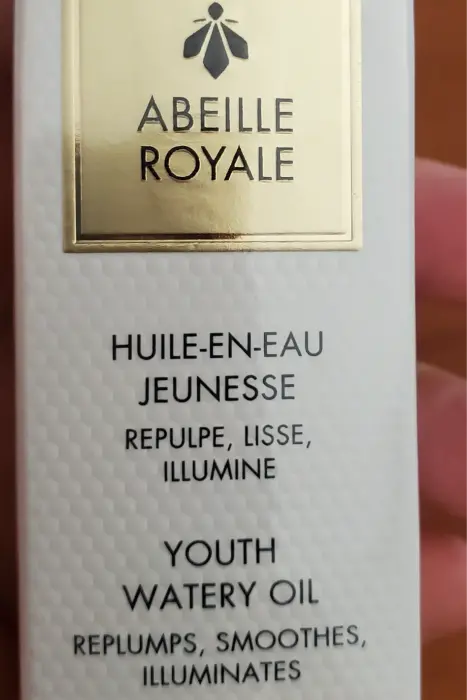 ABEILLE
ROYALE
HUILE-EN-EAU
JEUNESSE
REPULPE, LISSE,
ILLUMINE
YOUTH
WATERY OIL
REPLUMPS, SMOOTHES,
ILLUMINATES